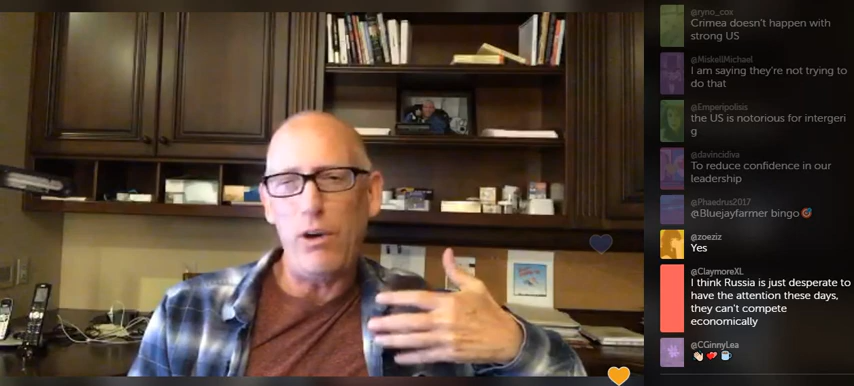 @ryno_cox
Crimea doesn't happen with
strong US
@MiskellMichael
I am saying they're not trying to
do that
@Emperipolisis
the US is notorious for intergeri
g
@davincidiva
To reduce confidence in our
leadership
@Phaedrus2017
@Bluejayfarmer bingo
@zoeziz
Yes
@ClaymoreXL
I think Russia is just desperate to
have the attention these days,
they can't compete
economically
@CGinnyLea